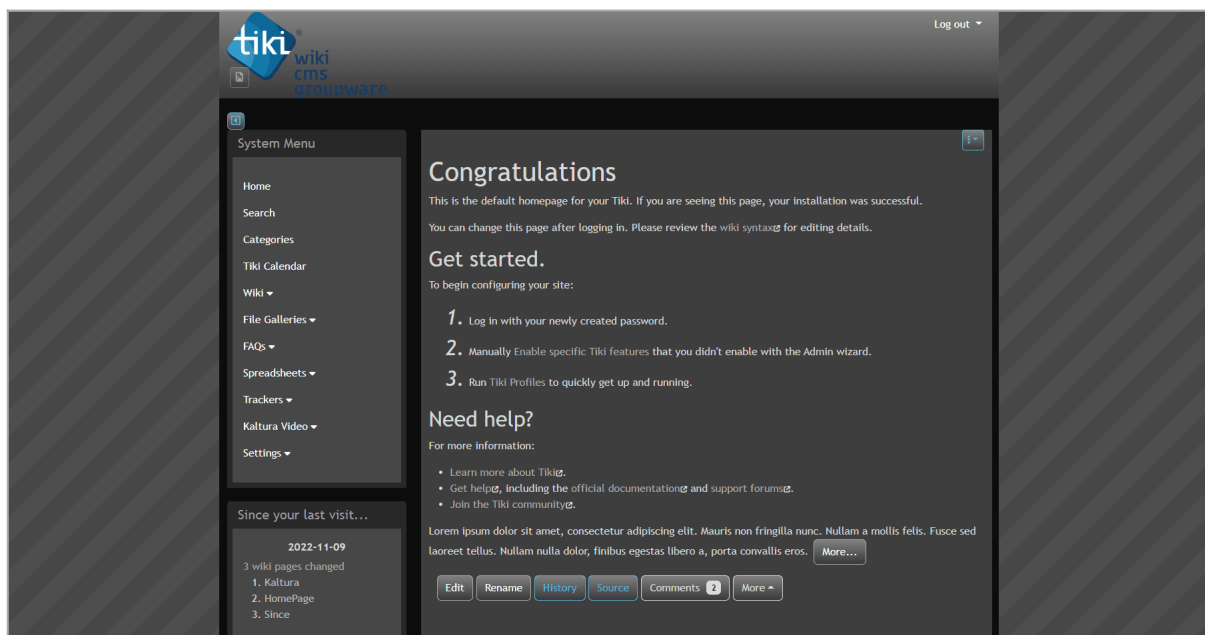 Log out
tiki®
wiki
cms
groupware
System Menu
Home
Search
Categories
Tiki Calendar
Wiki
File Galleries
FAQs
Spreadsheets
Trackers
Kaltura Video
Settings
Since your last visit...
2022-11-09
3 wiki pages changed
1. Kaltura
2. HomePage
3. Since
Congratulations
This is the default homepage for your Tiki. If you are seeing this page, your installation was successful.
You can change this page after logging in. Please review the wiki syntax for editing details.
Get started.
To begin configuring your site:
1. Log in with your newly created password.
2. Manually Enable specific Tiki features that you didn't enable with the Admin wizard.
3. Run Tiki Profiles to quickly get up and running.
Need help?
For more information:
• Learn more about Tiki.
• Get help, including the official documentation and support forums.
• Join the Tiki community.
Lorem ipsum dolor sit amet, consectetur adipiscing elit. Mauris non fringilla nunc. Nullam a mollis felis. Fusce sed
laoreet tellus. Nullam nulla dolor, finibus egestas libero a, porta convallis eros. More...
Edit Rename History Source Comments 2 More